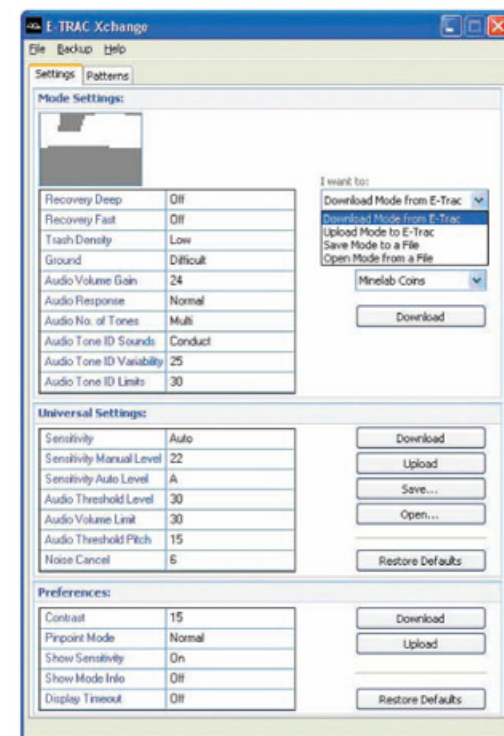 E-TRAC Xchange
File Backup Help
Settings Patterns
Mode Settings:
I want to:
Download Mode from E-Trac
Download Mode from E-Trac
Upload Mode to E-Trac
Save Mode to a File
Open Mode from a File
Minelab Coins
Download
Recovery Deep Off
Recovery Fast Off
Trash Density Low
Ground Difficult
Audio Volume Gain 24
Audio Response Normal
Audio No. of Tones Multi
Audio Tone ID Sounds Conduct
Audio Tone ID Variability 25
Audio Tone ID Limits 30
Universal Settings:
Sensitivity Auto
Sensitivity Manual Level 22
Sensitivity Auto Level A
Audio Threshold Level 30
Audio Volume Limit 30
Audio Threshold Pitch 15
Noise Cancel 6
Download
Upload
Save...
Open...
Restore Defaults
Preferences:
Contrast 15
Pinpoint Mode Normal
Show Sensitivity On
Show Mode Info Off
Display Timeout Off
Download
Upload
Restore Defaults